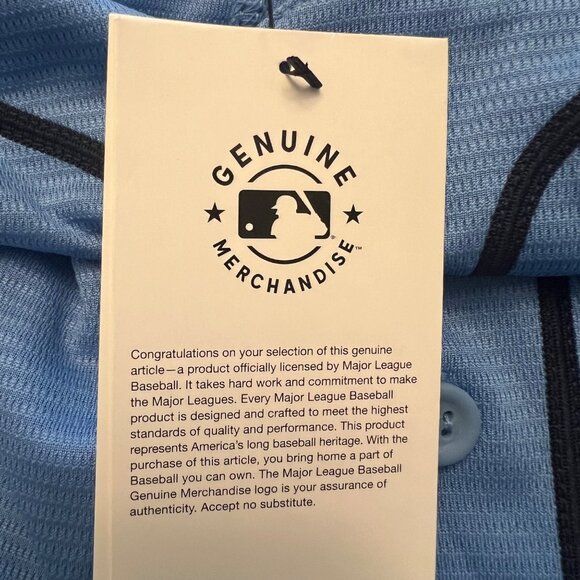 GENUINE
MERCHANDISE™
Congratulations on your selection of this genuine
article—a product officially licensed by Major League
Baseball. It takes hard work and commitment to make
the Major Leagues. Every Major League Baseball
product is designed and crafted to meet the highest
standards of quality and performance. This product
represents America's long baseball heritage. With the
purchase of this article, you bring home a part of
Baseball you can own. The Major League Baseball
Genuine Merchandise logo is your assurance of
authenticity. Accept no substitute.